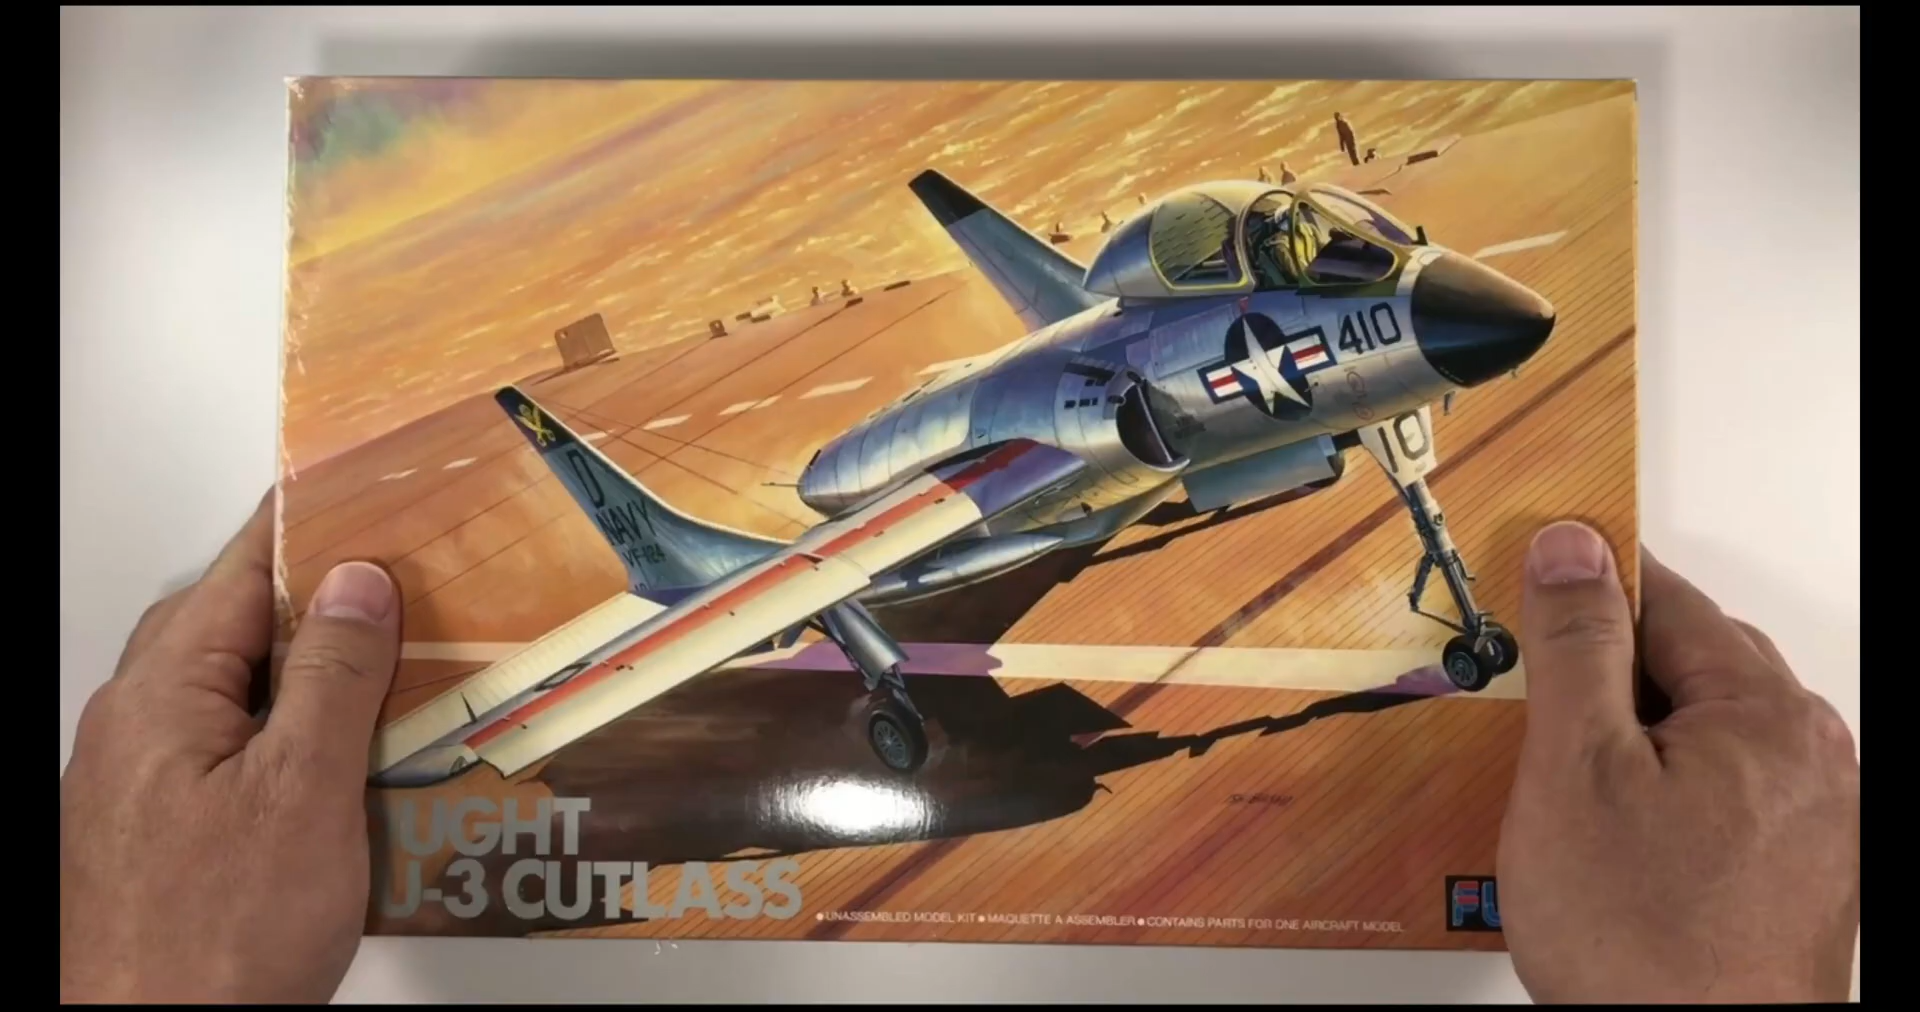 410
10
D
NAVY
VF-124
UGHT
U-3 CUTLASS
● UNASSEMBLED MODEL KIT ● MAQUETTE A ASSEMBLER ● CONTAINS PARTS FOR ONE AIRCRAFT MODEL
FU